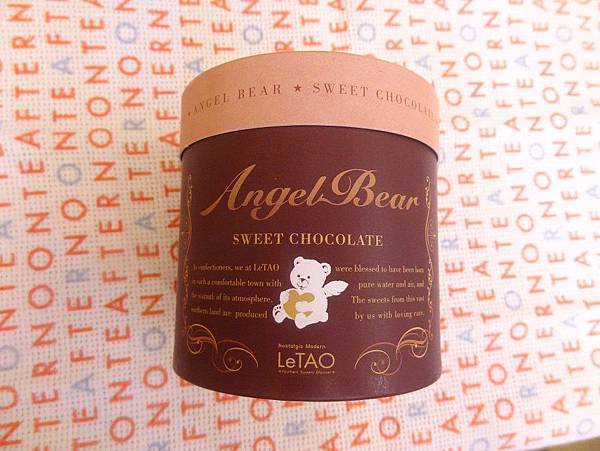 ★ ANGEL BEAR ★ SWEET CHOCOLATE
Angel Bear
SWEET CHOCOLATE
As confectioners, we at LeTAO were blessed to have been born
in such a comfortable town with pure water and air, and
the warmth of its atmosphere. The sweets from this vast
northern land are produced by us with loving care.
Nostalgic Modern
LeTAO
AFTERNOON TEA